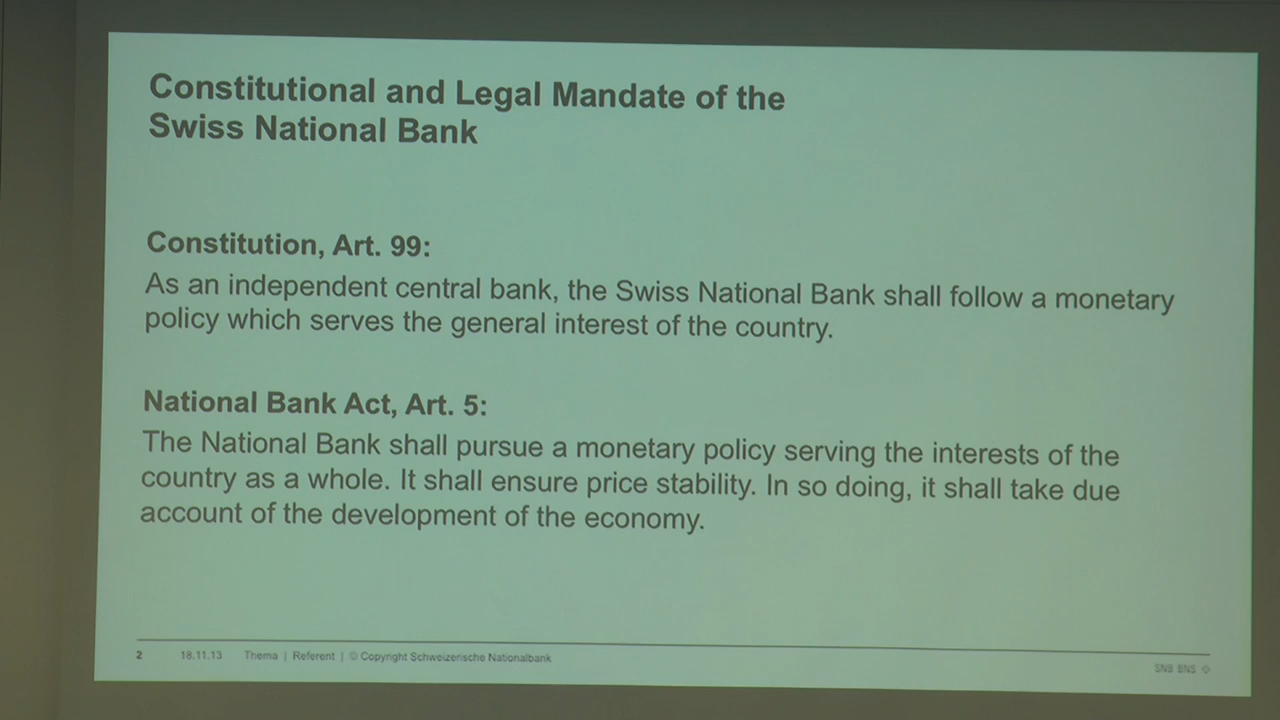 Constitutional and Legal Mandate of the
Swiss National Bank
Constitution, Art. 99:
As an independent central bank, the Swiss National Bank shall follow a monetary
policy which serves the general interest of the country.
National Bank Act, Art. 5:
The National Bank shall pursue a monetary policy serving the interests of the
country as a whole. It shall ensure price stability. In so doing, it shall take due
account of the development of the economy.
2 18.11.13 Thema | Referent | © Copyright Schweizerische Nationalbank
SNB BNS